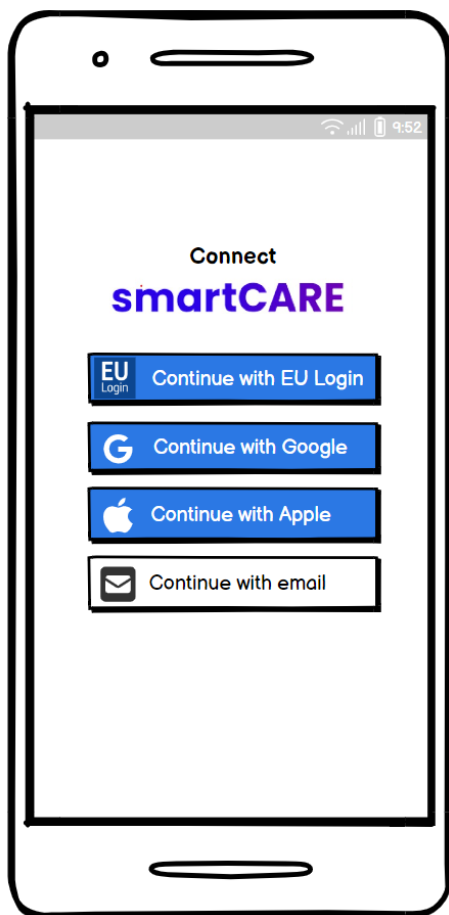 9:52
Connect
smartCARE
EU
Login
Continue with EU Login
Continue with Google
Continue with Apple
Continue with email